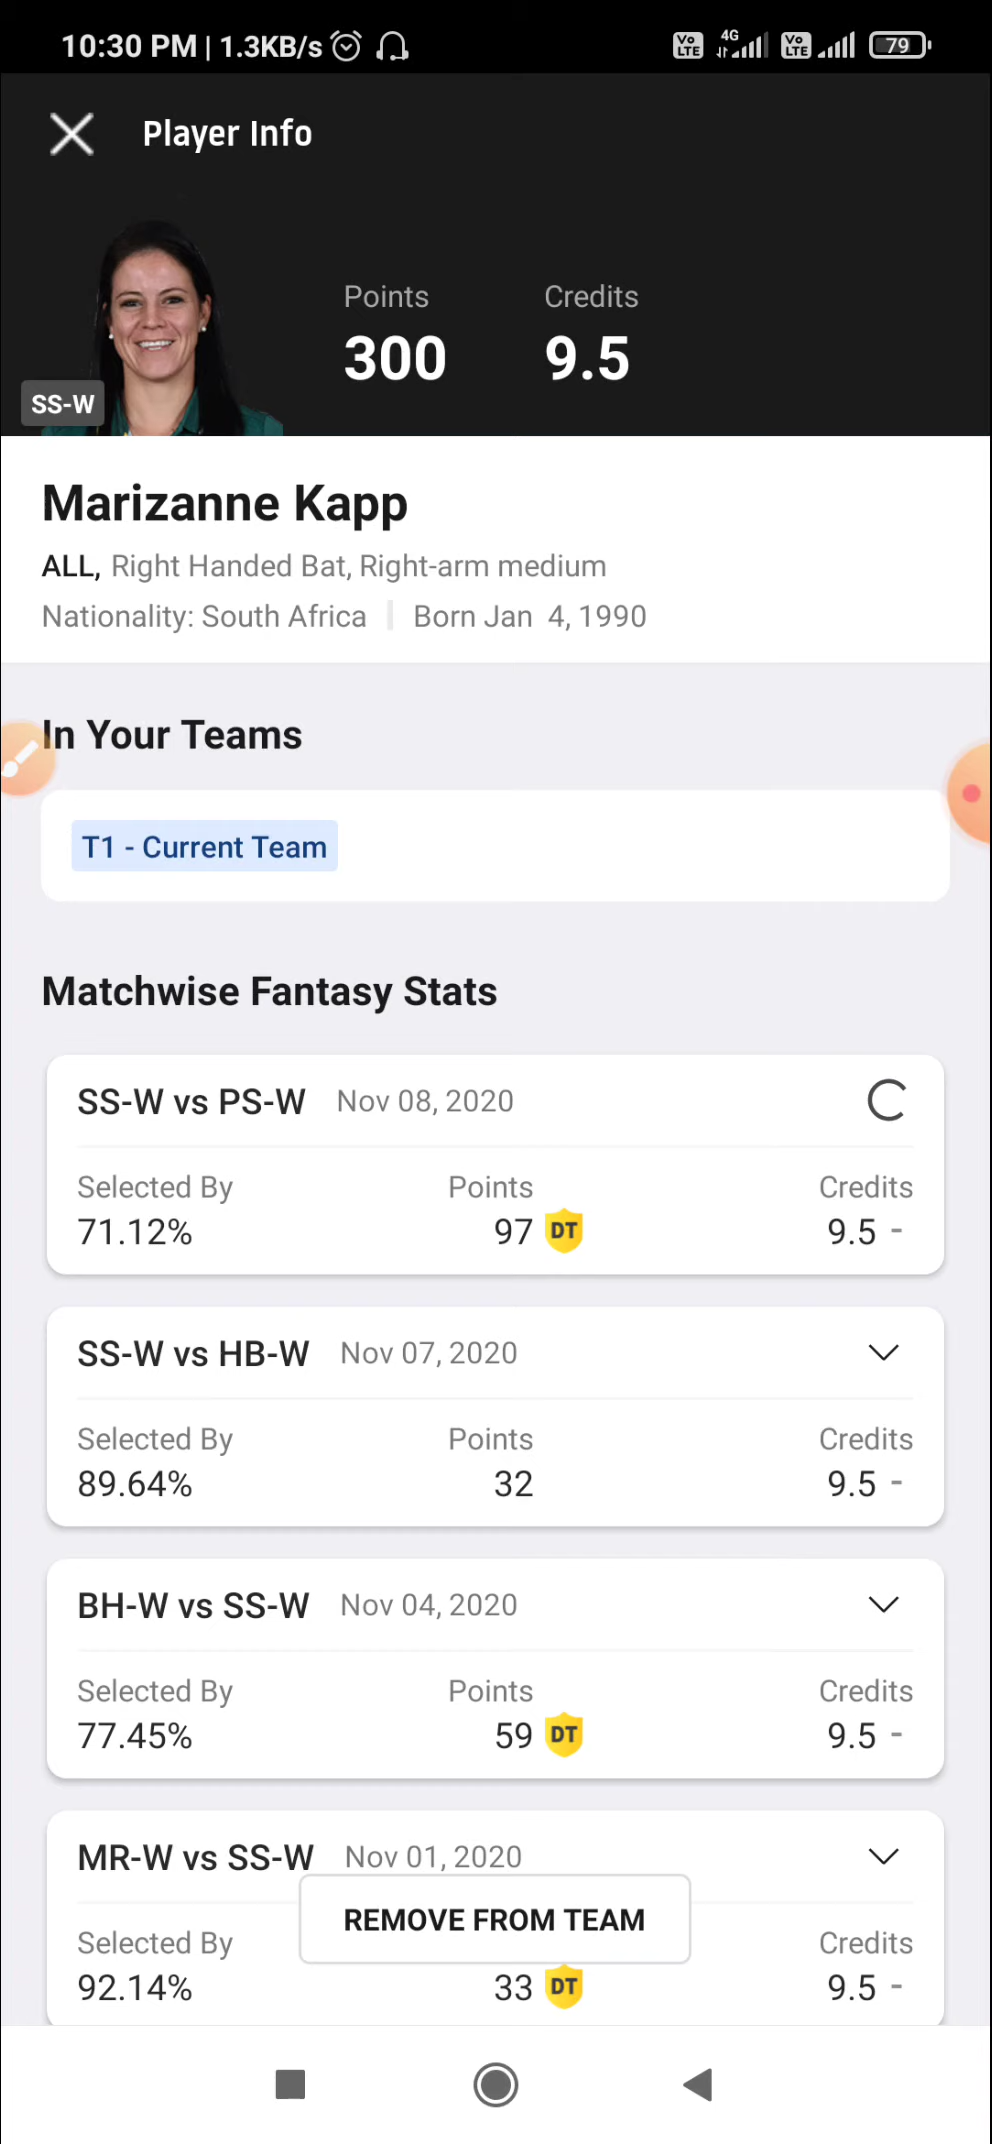 10:30 PM | 1.3KB/s Vo LTE 4G Vo LTE 79
Player Info
Points Credits
300 9.5
SS-W
Marizanne Kapp
ALL, Right Handed Bat, Right-arm medium
Nationality: South Africa | Born Jan 4, 1990
In Your Teams
T1 - Current Team
Matchwise Fantasy Stats
SS-W vs PS-W Nov 08, 2020
Selected By Points Credits
71.12% 97 DT 9.5 -
SS-W vs HB-W Nov 07, 2020
Selected By Points Credits
89.64% 32 9.5 -
BH-W vs SS-W Nov 04, 2020
Selected By Points Credits
77.45% 59 DT 9.5 -
MR-W vs SS-W Nov 01, 2020
REMOVE FROM TEAM
Selected By Credits
92.14% 33 DT 9.5 -